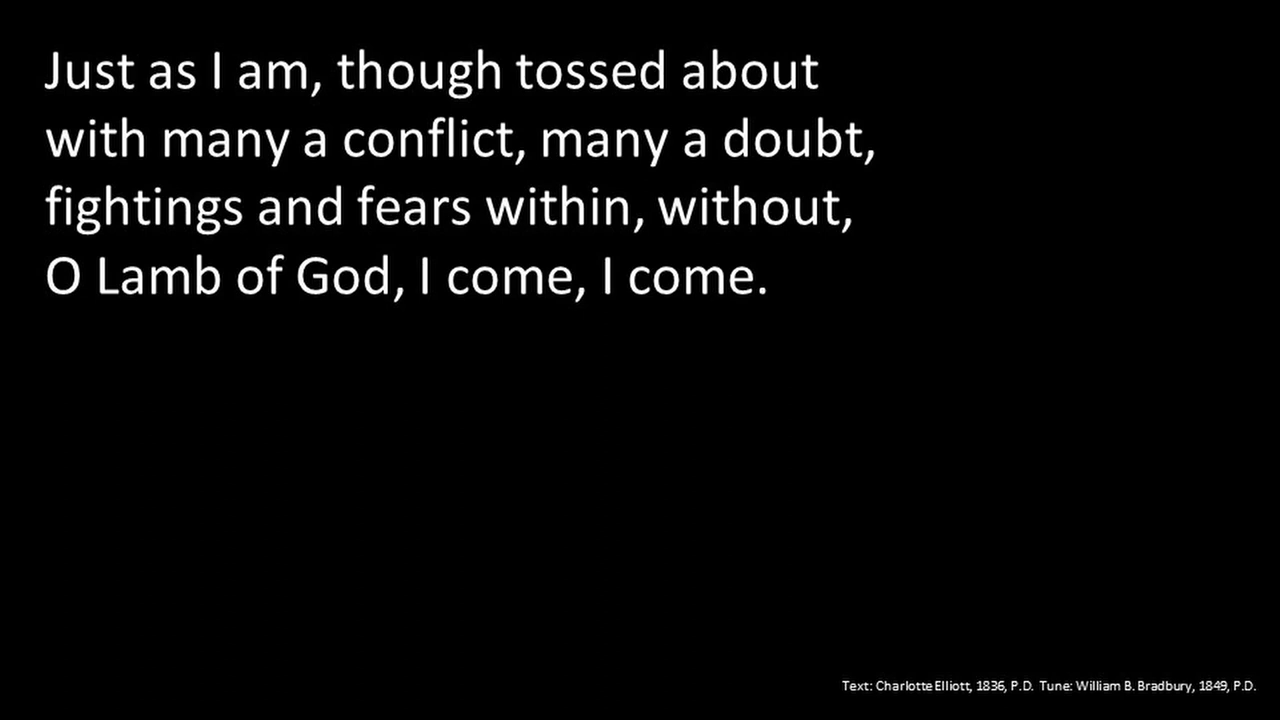 Just as I am, though tossed about
with many a conflict, many a doubt,
fightings and fears within, without,
O Lamb of God, I come, I come.
Text: Charlotte Elliott, 1836, P.D.  Tune: William B. Bradbury, 1849, P.D.